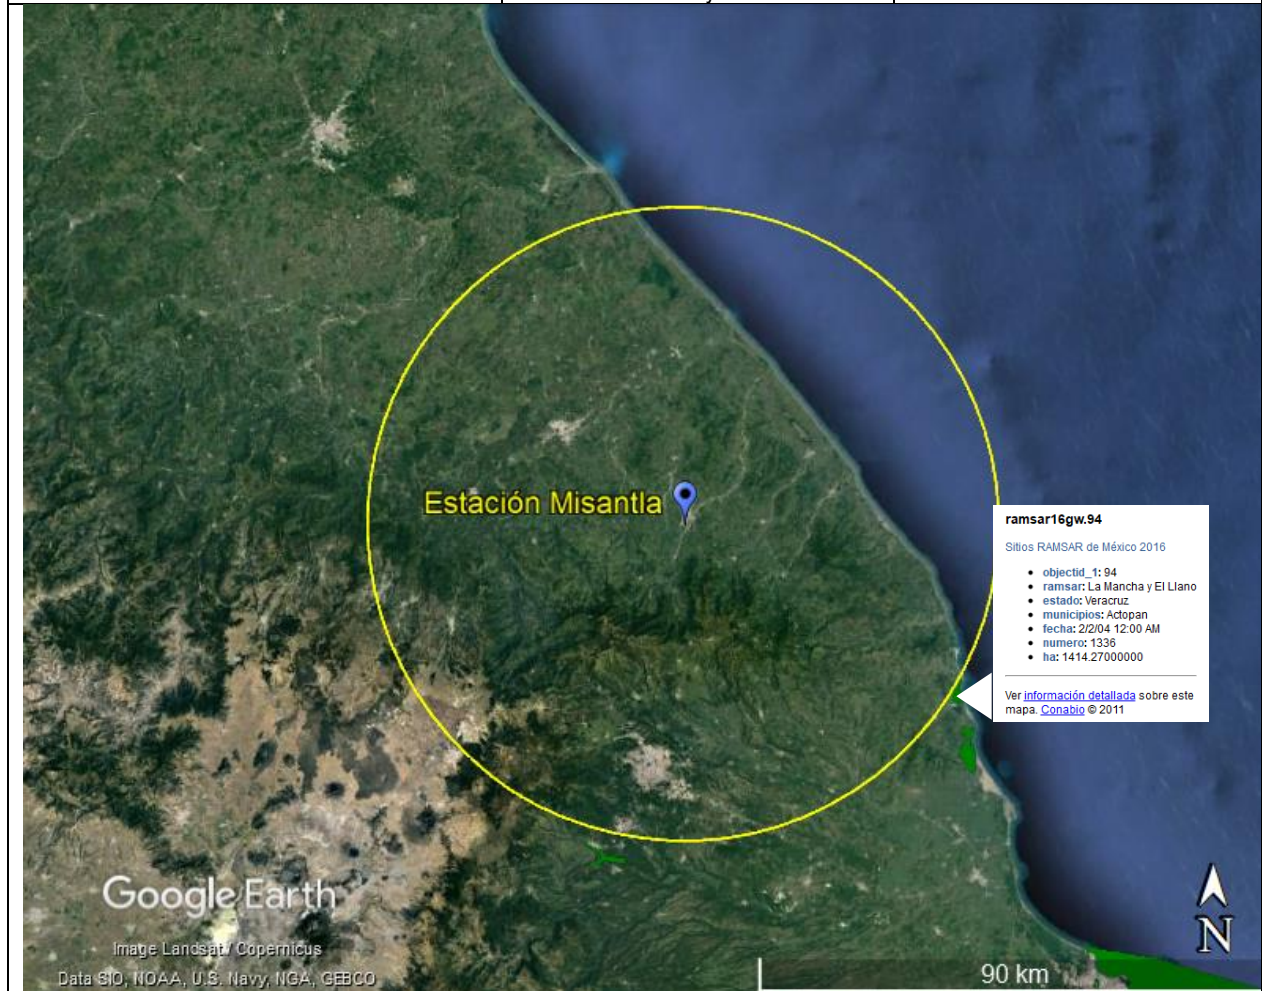 Estación Misantla
ramsar16gw.94
Sitios RAMSAR de México 2016
objectid_1: 94
ramsar: La Mancha y El Llano
estado: Veracruz
municipios: Actopan
fecha: 2/2/04 12:00 AM
numero: 1336
ha: 1414.27000000
Ver información detallada sobre este
mapa. Conabio © 2011
Google Earth
Image Landsat / Copernicus
Data SIO, NOAA, U.S. Navy, NGA, GEBCO
N
90 km